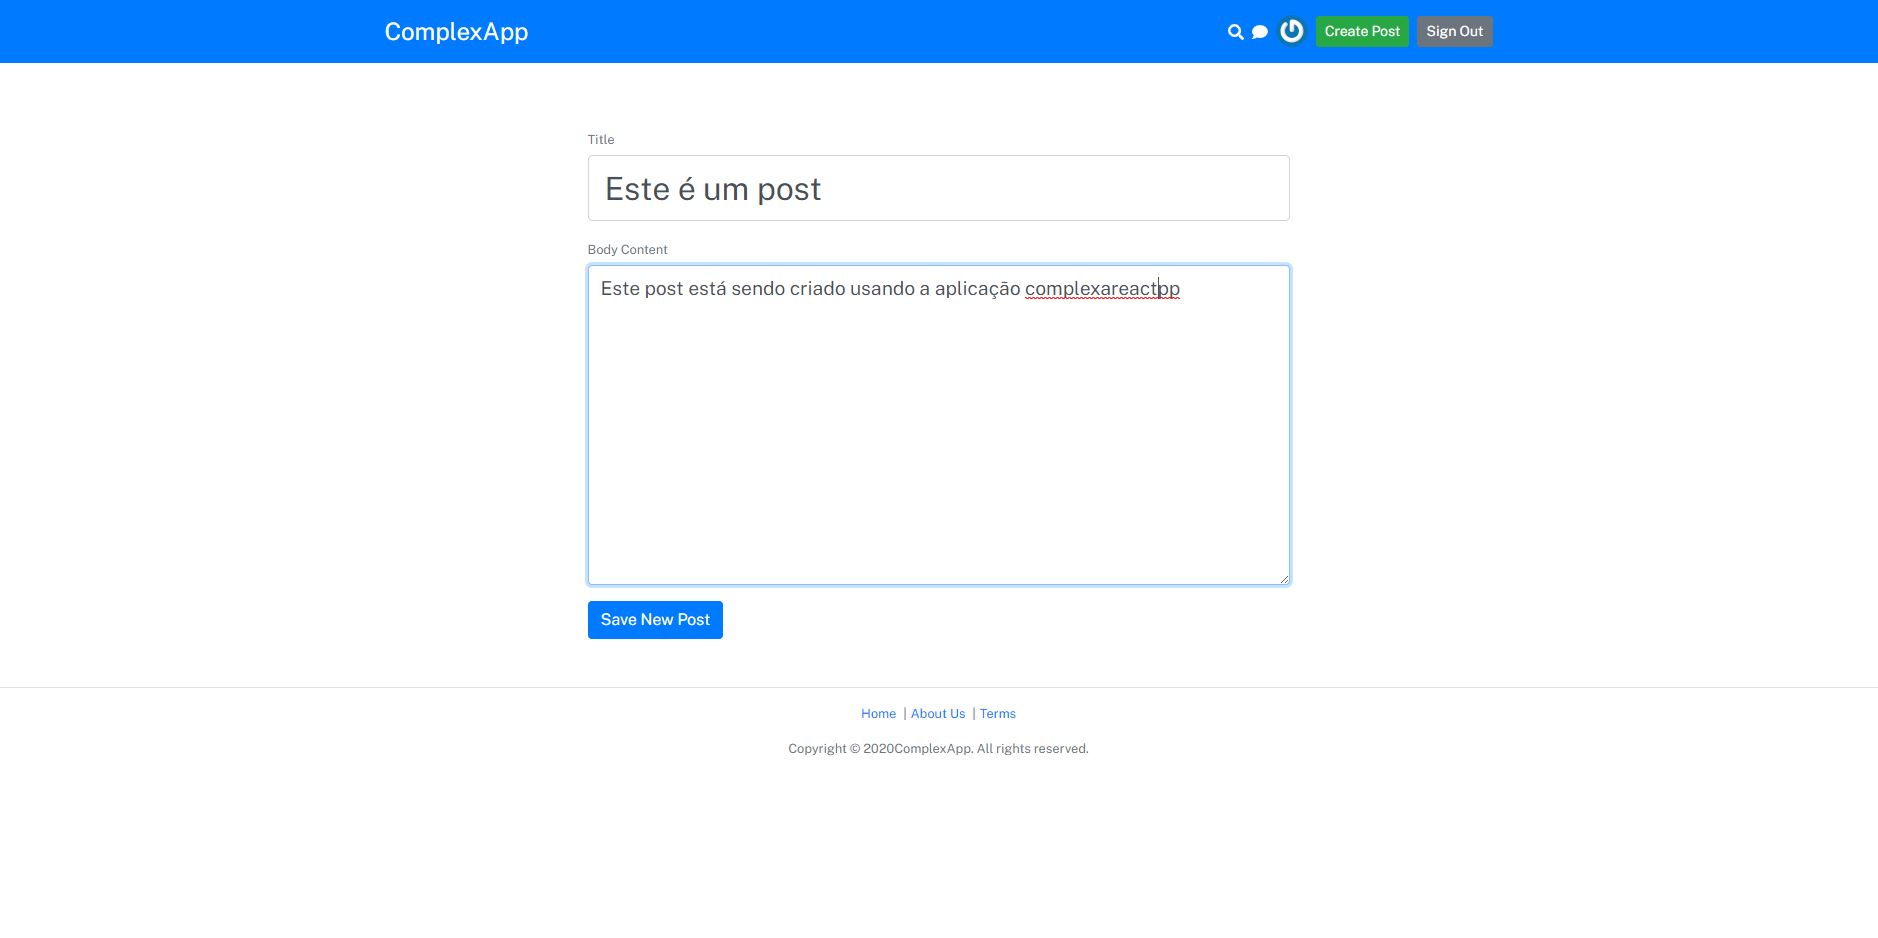 ComplexApp
Create Post
Sign Out
Title
Este é um post
Body Content
Este post está sendo criado usando a aplicação complexareactpp
Save New Post
Home | About Us | Terms
Copyright © 2020ComplexApp. All rights reserved.